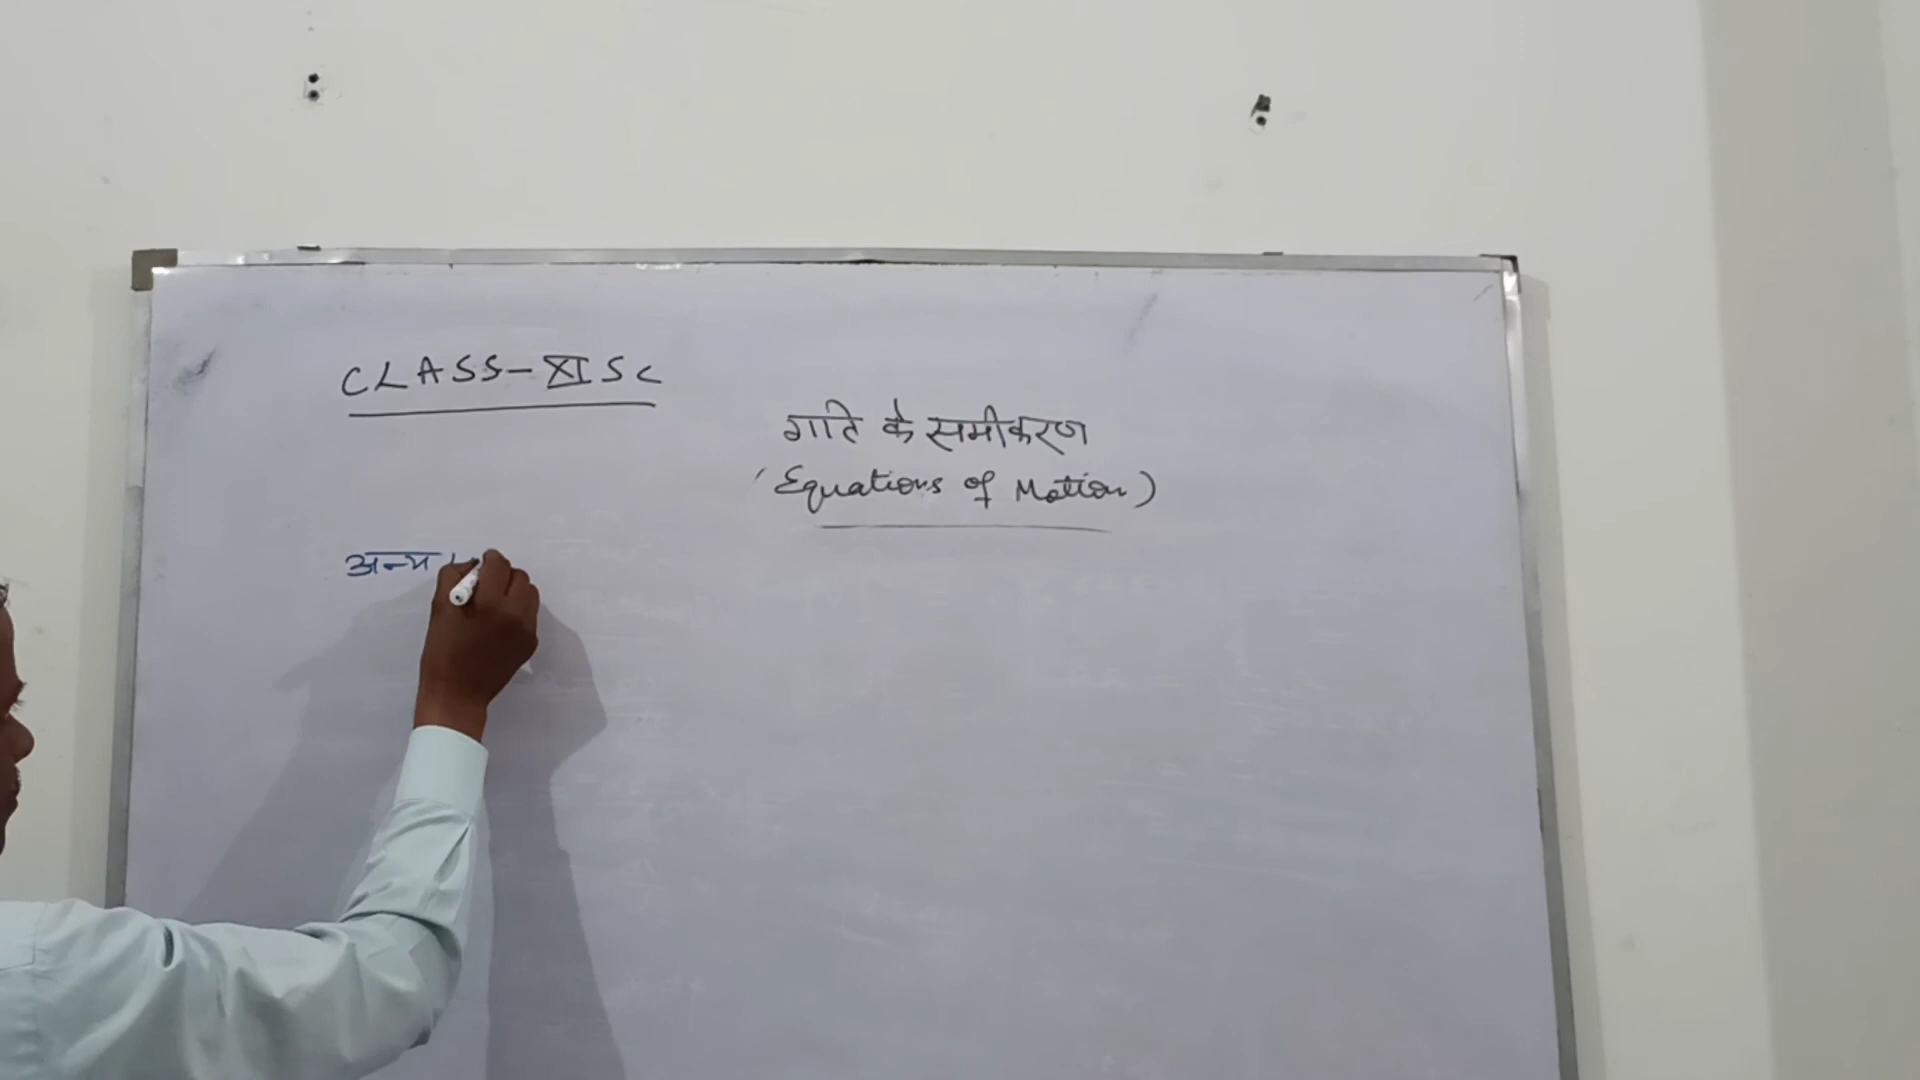 CLASS-XI SC
गति के समीकरण
(Equations of Motion)
अन्य